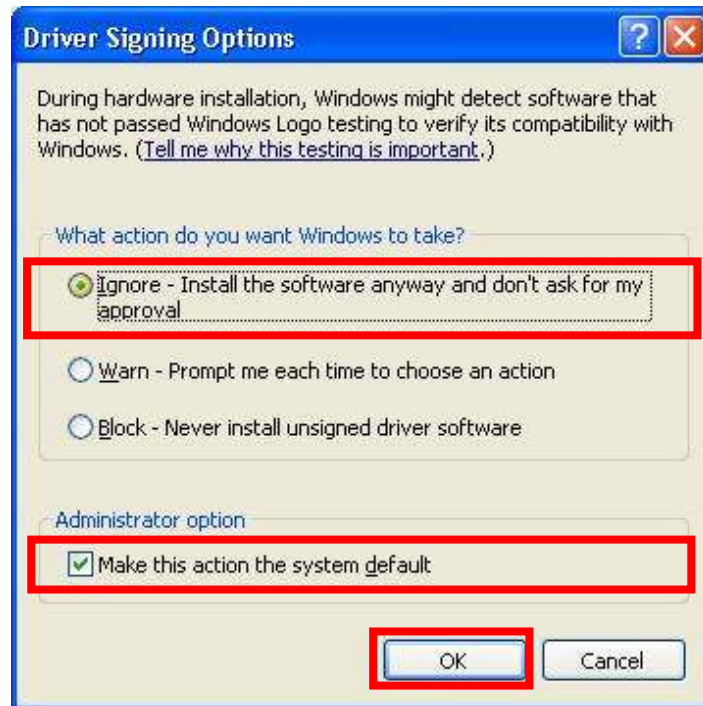 Driver Signing Options
During hardware installation, Windows might detect software that
has not passed Windows Logo testing to verify its compatibility with
Windows. (Tell me why this testing is important.)
What action do you want Windows to take?
Ignore - Install the software anyway and don't ask for my
approval
Warn - Prompt me each time to choose an action
Block - Never install unsigned driver software
Administrator option
Make this action the system default
OK Cancel